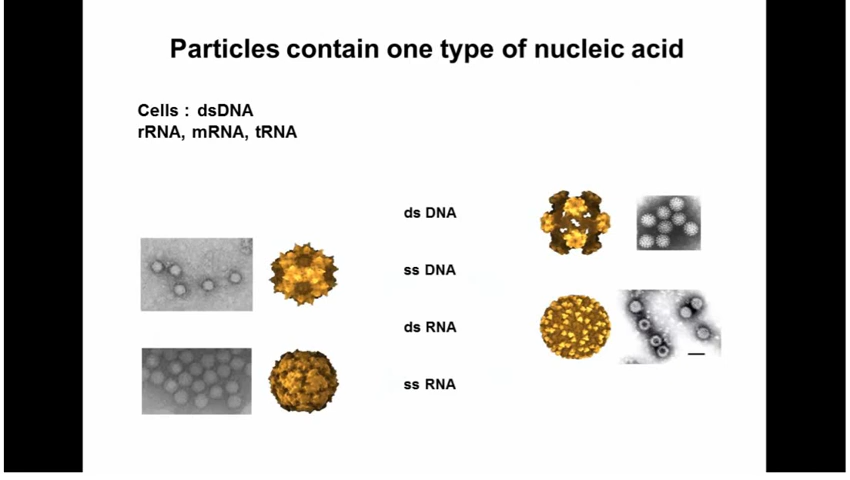 Particles contain one type of nucleic acid
Cells : dsDNA
rRNA, mRNA, tRNA
ds DNA
ss DNA
ds RNA
ss RNA